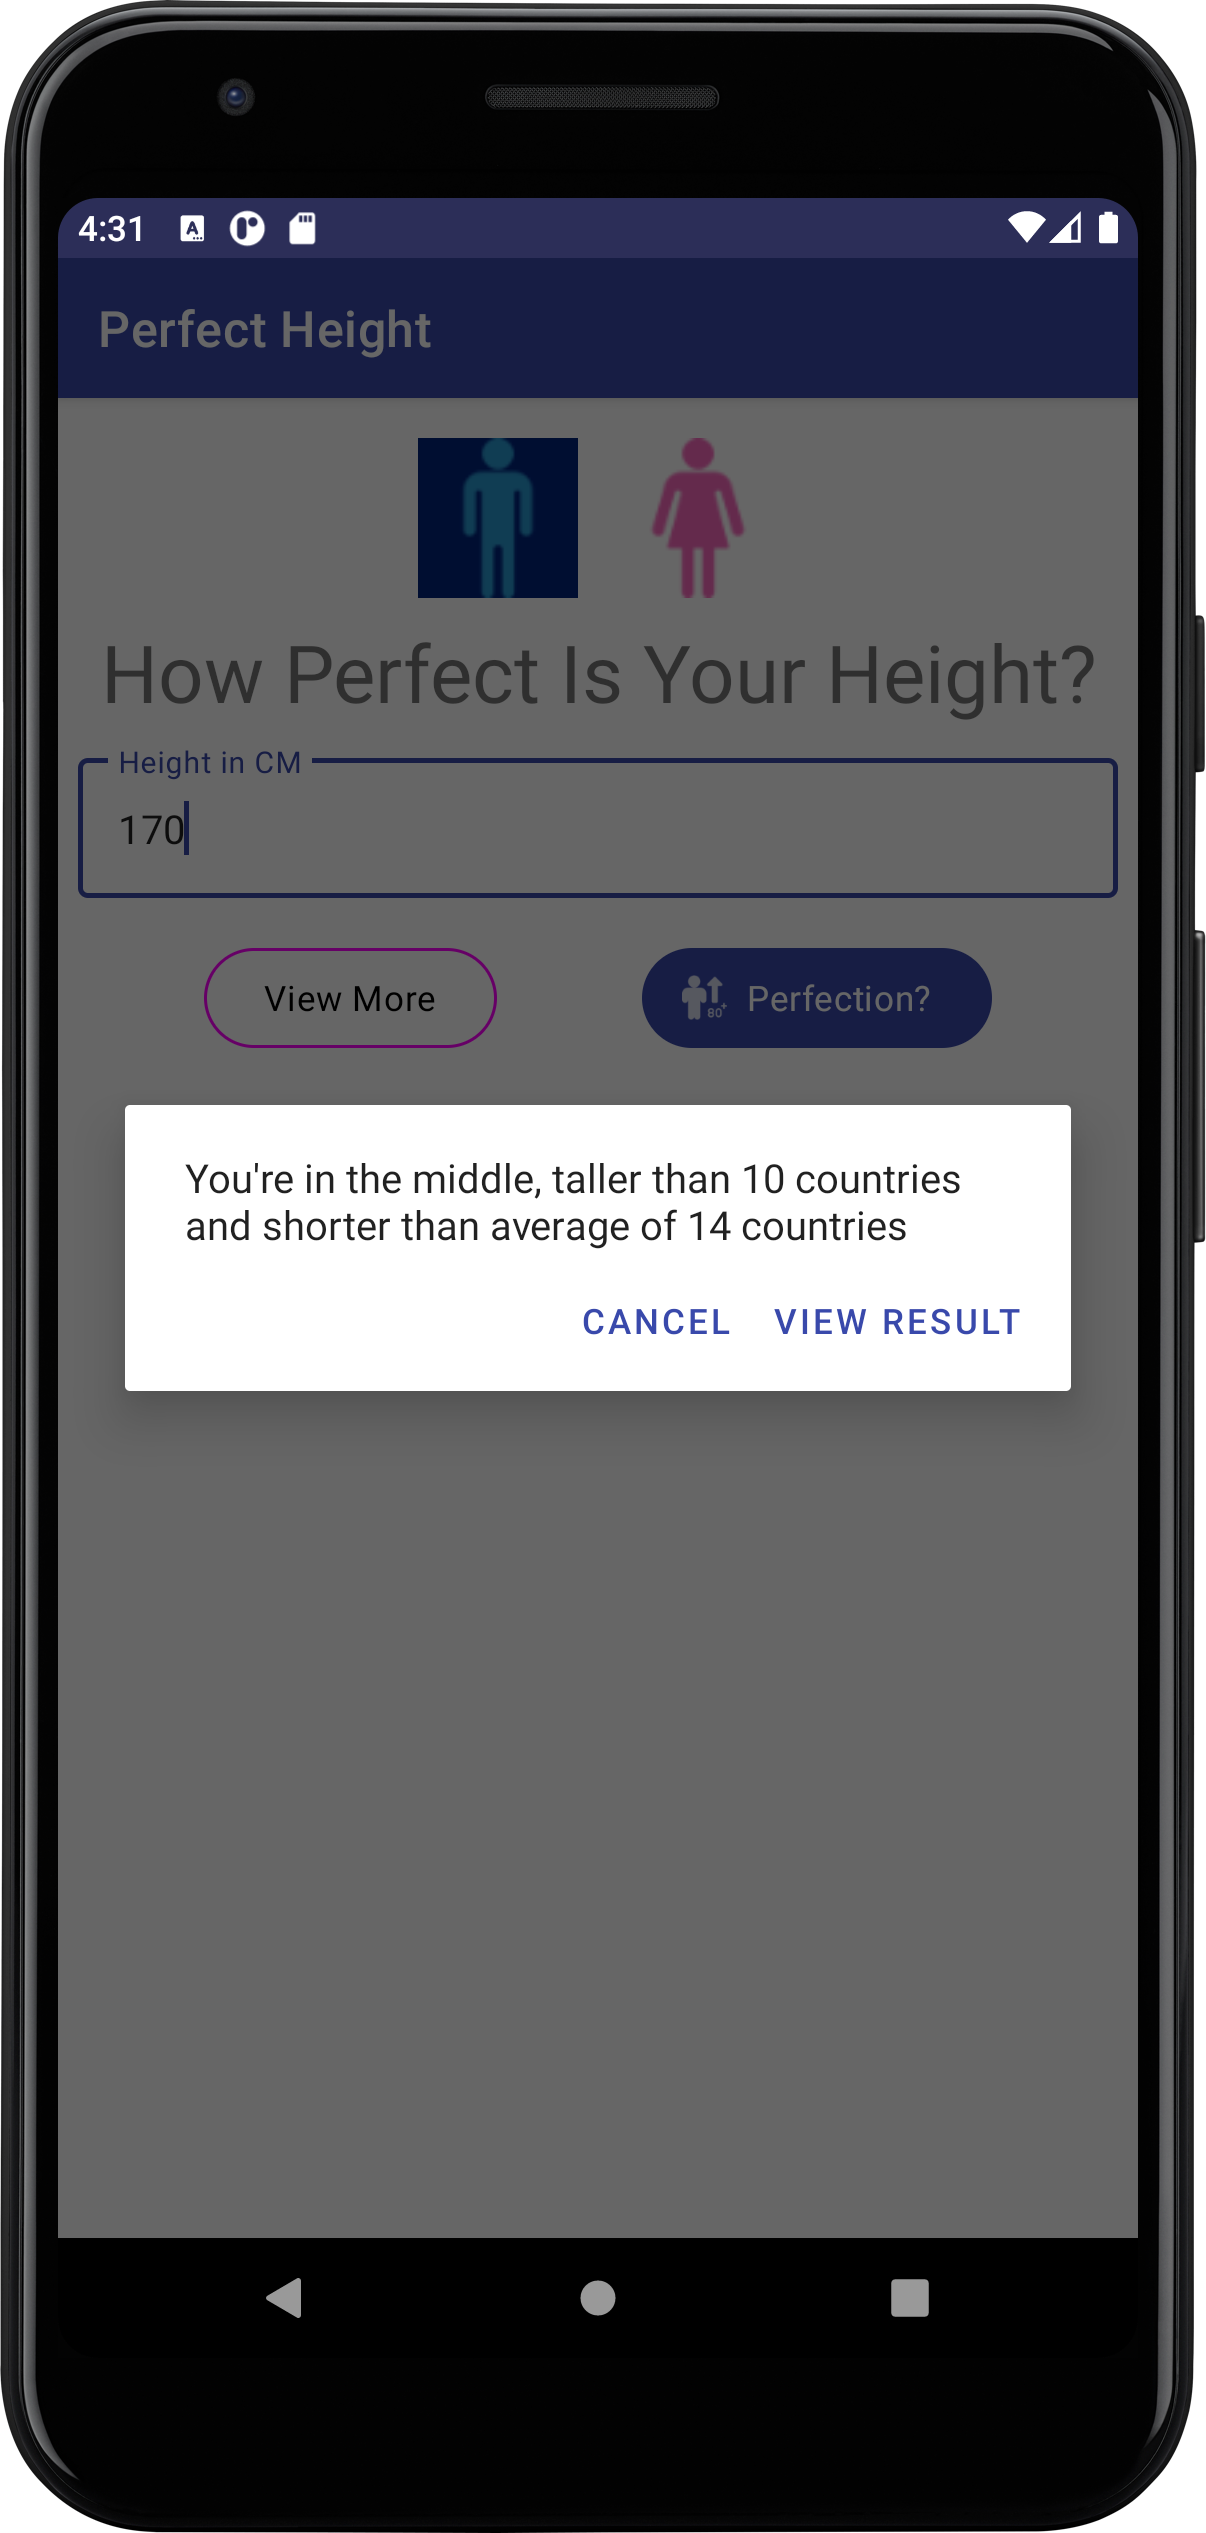 4:31
Perfect Height
How Perfect Is Your Height?
Height in CM
170
View More
80+
Perfection?
You're in the middle, taller than 10 countries
and shorter than average of 14 countries
CANCEL VIEW RESULT